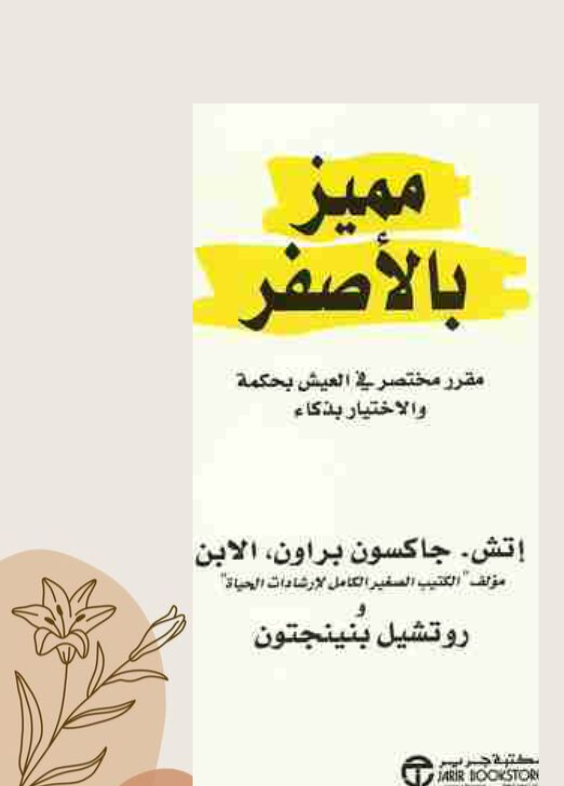 مميز
بالأصفر
مقرر مختصر في العيش بحكمة
والاختيار بذكاء
إتش. جاكسون براون، الابن
مؤلف "الكتيب الصغير الكامل لإرشادات الحياة"
و
روتشيل بنينجتون
مكتبة جرير
JARIR BOOKSTORE